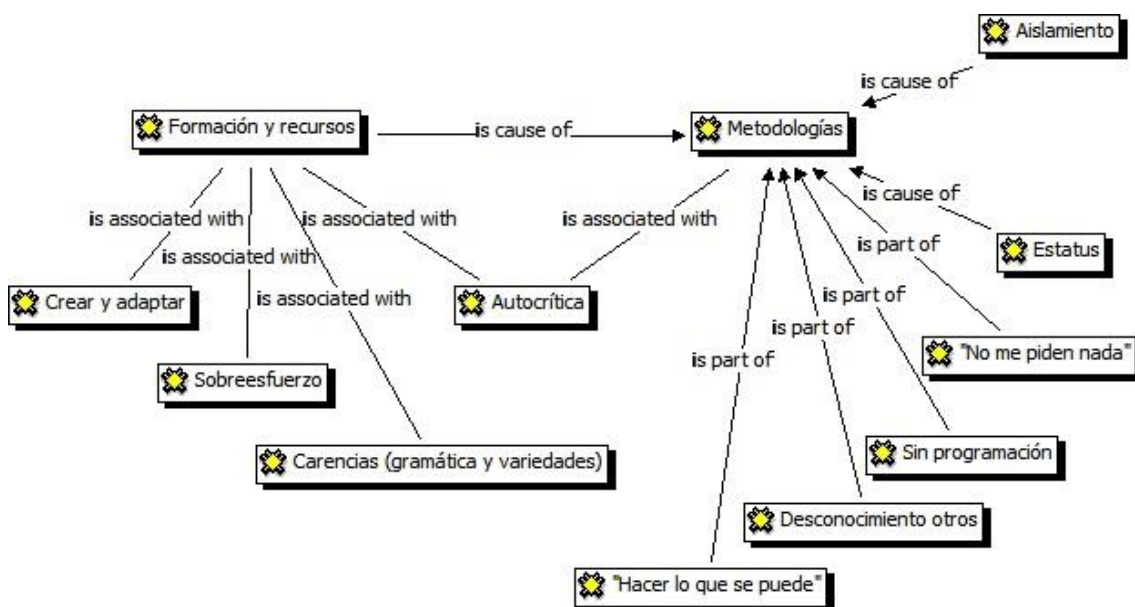 Aislamiento
is cause of
Formación y recursos
is cause of
Metodologías
is cause of
is associated with
is associated with
is associated with
is part of
is associated with
Estatus
Crear y adaptar
is associated with
Autocrítica
is part of
is part of
"No me piden nada"
is part of
Sobreesfuerzo
Carencias (gramática y variedades)
Sin programación
Desconocimiento otros
"Hacer lo que se puede"